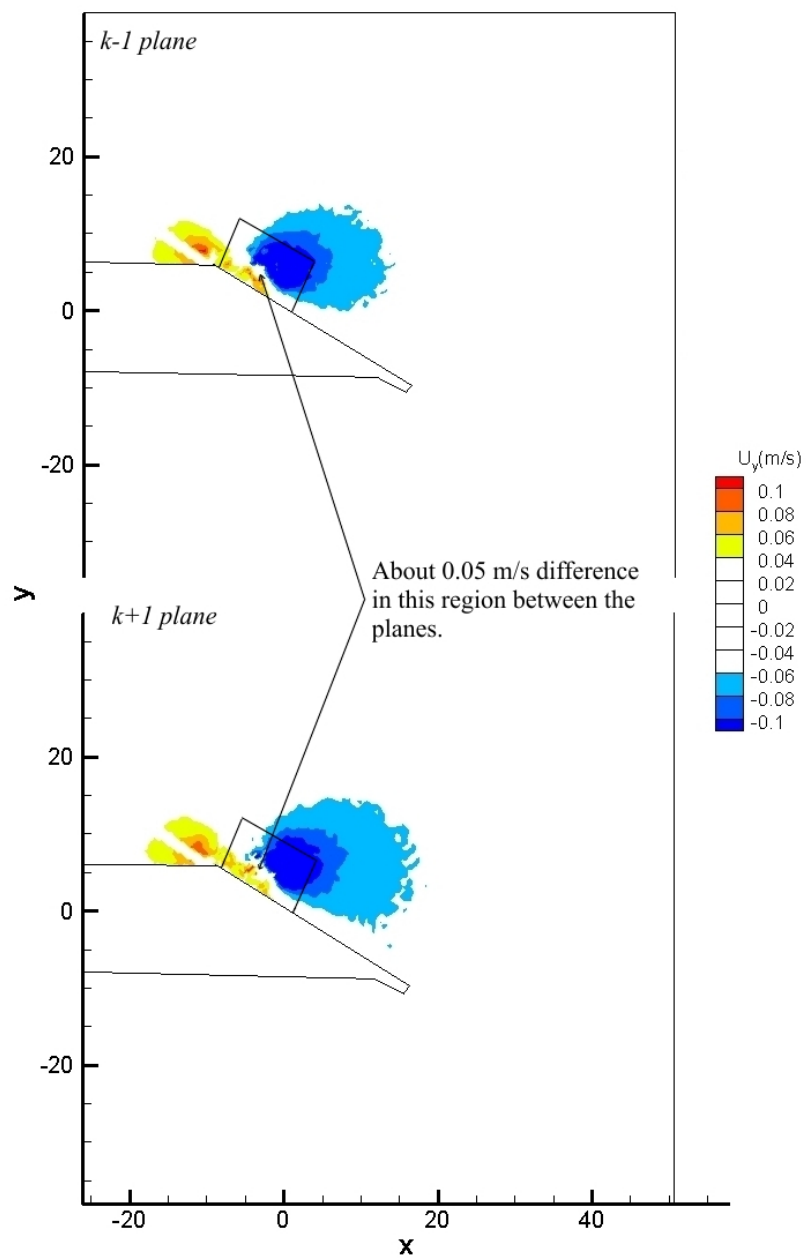 k-1 plane
20
0
-20
y
k+1 plane
About 0.05 m/s difference
in this region between the
planes.
U_y(m/s)
0.1
0.08
0.06
0.04
0.02
0
-0.02
-0.04
-0.06
-0.08
-0.1
20
0
-20
-20
0
20
40
x